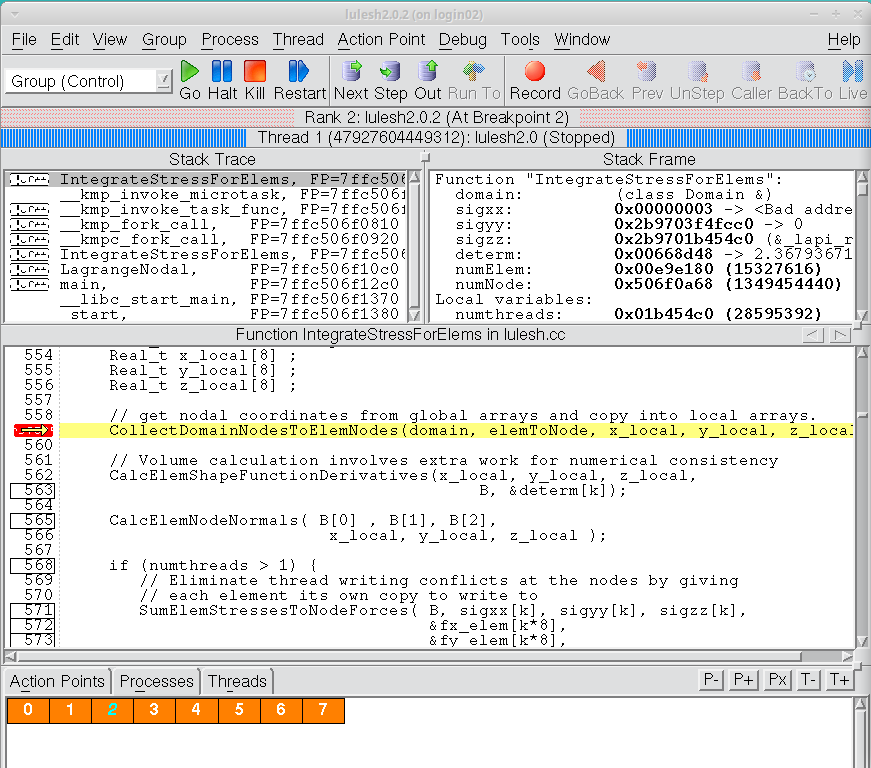 lulesh2.0.2 (on login02)
File Edit View Group Process Thread Action Point Debug Tools Window Help
Group (Control) Go Halt Kill Restart Next Step Out Run To Record GoBack Prev UnStep Caller BackTo Live
Rank 2: lulesh2.0.2 (At Breakpoint 2)
Thread 1 (47927604449312): lulesh2.0 (Stopped)
Stack Trace
IntegrateStressForElems, FP=7ffc506
__kmp_invoke_microtask, FP=7ffc506f
__kmp_invoke_task_func, FP=7ffc506f
__kmp_fork_call, FP=7ffc506f0810
__kmpc_fork_call, FP=7ffc506f0920
IntegrateStressForElems, FP=7ffc506f
LagrangeNodal, FP=7ffc506f10c0
main, FP=7ffc506f12c0
__libc_start_main, FP=7ffc506f1370
_start, FP=7ffc506f1380
Stack Frame
Function "IntegrateStressForElems":
domain: (class Domain &)
sigxx: 0x00000003 -> <Bad addre
sigyy: 0x2b9703f4fcc0 -> 0
sigzz: 0x2b9701b454c0 (&_lapi_r
determ: 0x00668d48 -> 2.36793671
numElem: 0x00e9e180 (15327616)
numNode: 0x506f0a68 (1349454440)
Local variables:
numthreads: 0x01b454c0 (28595392)
Function IntegrateStressForElems in lulesh.cc
554 Real_t x_local[8] ;
555 Real_t y_local[8] ;
556 Real_t z_local[8] ;
557
558 // get nodal coordinates from global arrays and copy into local arrays.
CollectDomainNodesToElemNodes(domain, elemToNode, x_local, y_local, z_local
560
561 // Volume calculation involves extra work for numerical consistency
562 CalcElemShapeFunctionDerivatives(x_local, y_local, z_local,
563 B, &determ[k]);
564
565 CalcElemNodeNormals( B[0] , B[1], B[2],
566 x_local, y_local, z_local );
567
568 if (numthreads > 1) {
569 // Eliminate thread writing conflicts at the nodes by giving
570 // each element its own copy to write to
571 SumElemStressesToNodeForces( B, sigxx[k], sigyy[k], sigzz[k],
572 &fx_elem[k*8],
573 &fy_elem[k*8],
Action Points Processes Threads P- P+ Px T- T+
0 1 2 3 4 5 6 7